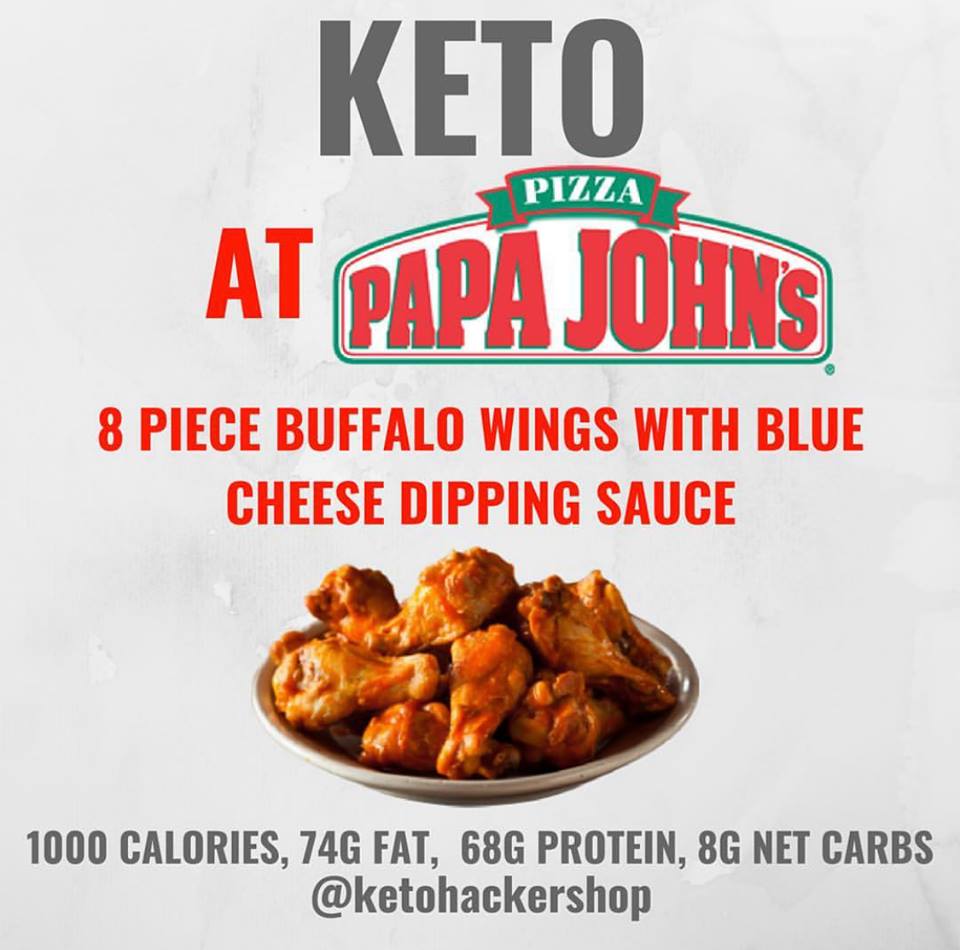 KETO
PIZZA
AT PAPA JOHN'S
®
8 PIECE BUFFALO WINGS WITH BLUE
CHEESE DIPPING SAUCE
1000 CALORIES, 74G FAT, 68G PROTEIN, 8G NET CARBS
@ketohackershop